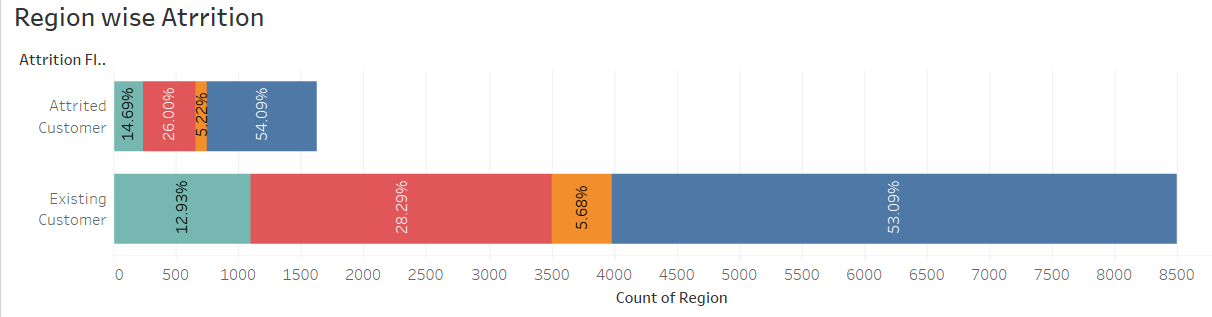 Region wise Atrrition
Attrition Fl..
Attrited
Customer
14.69%
26.00%
5.22%
54.09%
Existing
Customer
12.93%
28.29%
5.68%
53.09%
0 500 1000 1500 2000 2500 3000 3500 4000 4500 5000 5500 6000 6500 7000 7500 8000 8500
Count of Region